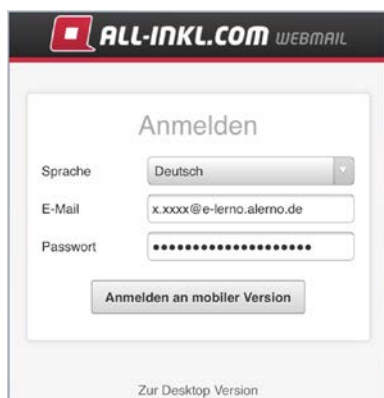 ALL-INKL.COM WEBMAIL
Anmelden
Sprache Deutsch
E-Mail x.xxxx@e-lerno.alerno.de
Passwort ••••••••••••••••••••
Anmelden an mobiler Version
Zur Desktop Version